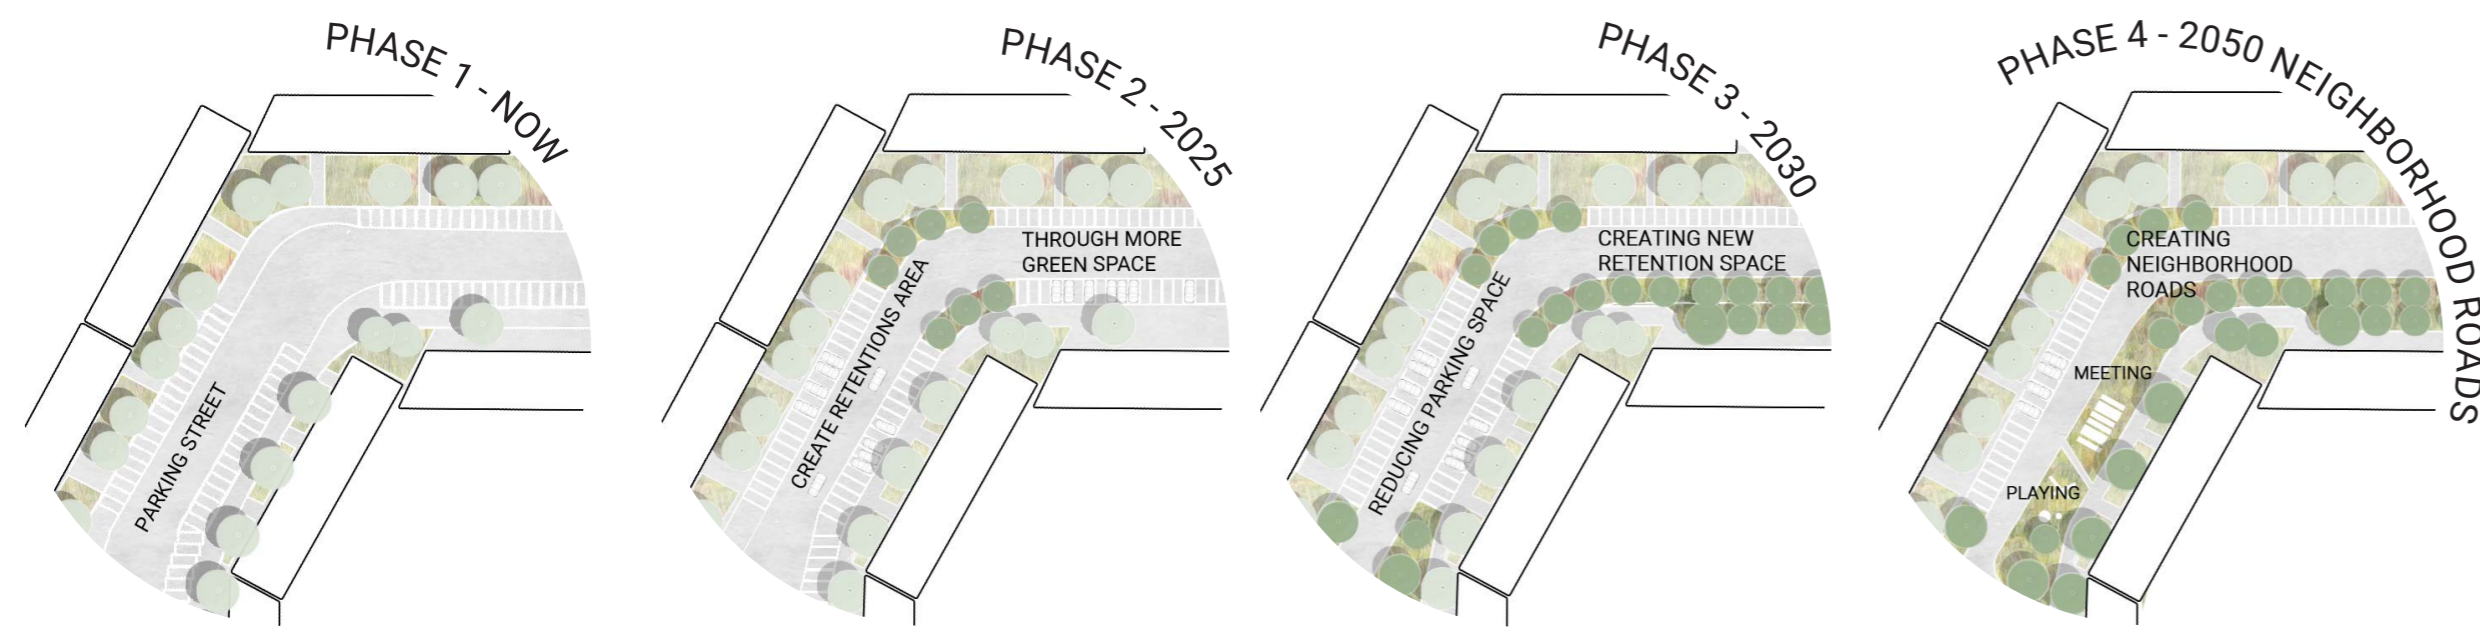 PHASE 1 - NOW
PARKING STREET
PHASE 2 - 2025
THROUGH MORE
GREEN SPACE
CREATE RETENTIONS AREA
PHASE 3 - 2030
CREATING NEW
RETENTION SPACE
REDUCING PARKING SPACE
PHASE 4 - 2050 NEIGHBORHOOD ROADS
CREATING
NEIGHBORHOOD
ROADS
MEETING
PLAYING